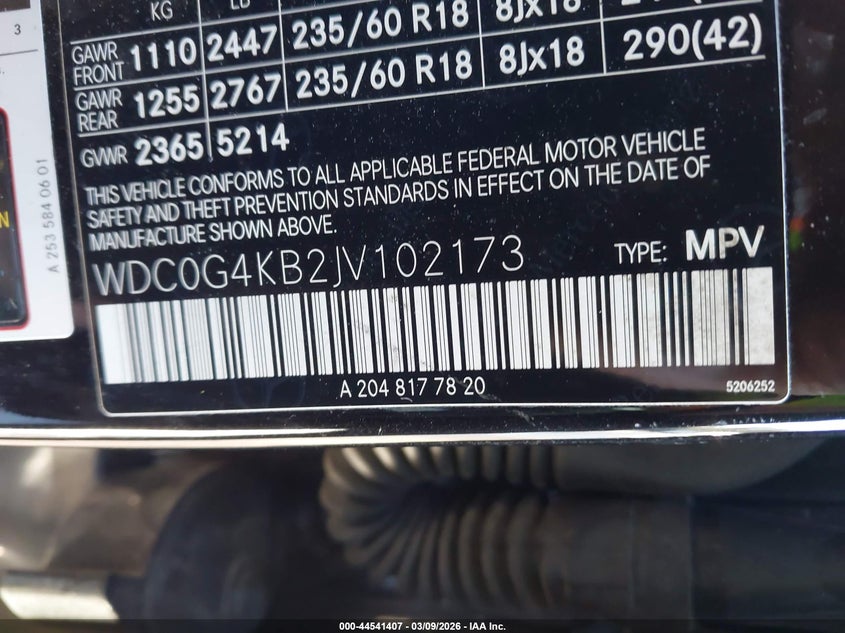 3
KG LB
GAWR FRONT 1110 2447 235/60 R18 8Jx18
GAWR REAR 1255 2767 235/60 R18 8Jx18 290(42)
GVWR 2365 5214
THIS VEHICLE CONFORMS TO ALL APPLICABLE FEDERAL MOTOR VEHICLE
SAFETY AND THEFT PREVENTION STANDARDS IN EFFECT ON THE DATE OF
MANUFACTURE SHOWN ABOVE.
WDC0G4KB2JV102173 TYPE: MPV
A 204 817 78 20 5206252
A 253 584 06 01
N
A
000-44541407 - 03/09/2026 - IAA Inc.